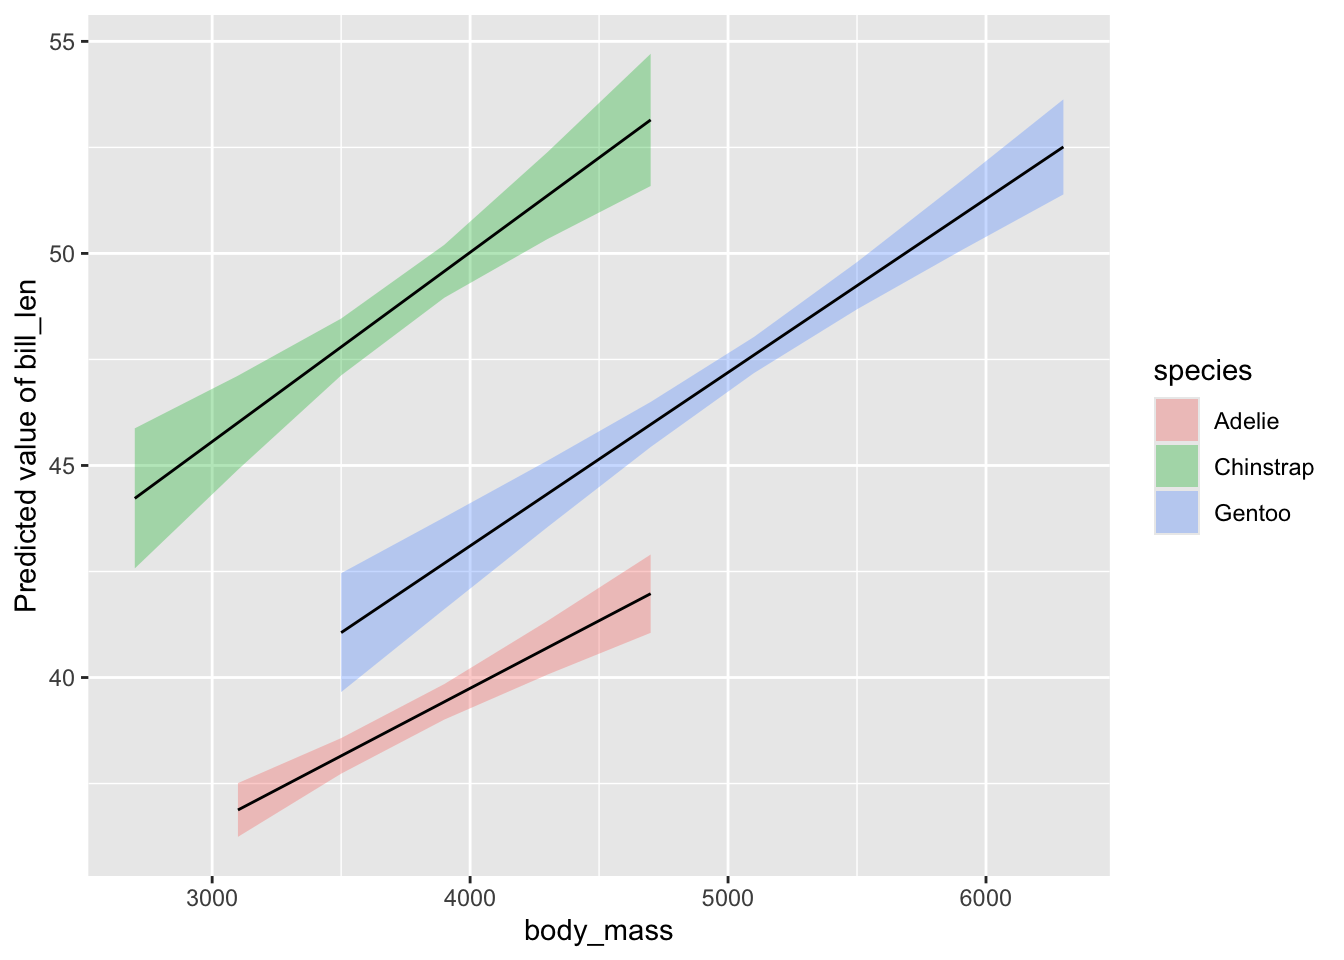 55
50
45
40
Predicted value of bill_len
3000
4000
5000
6000
body_mass
species
Adelie
Chinstrap
Gentoo